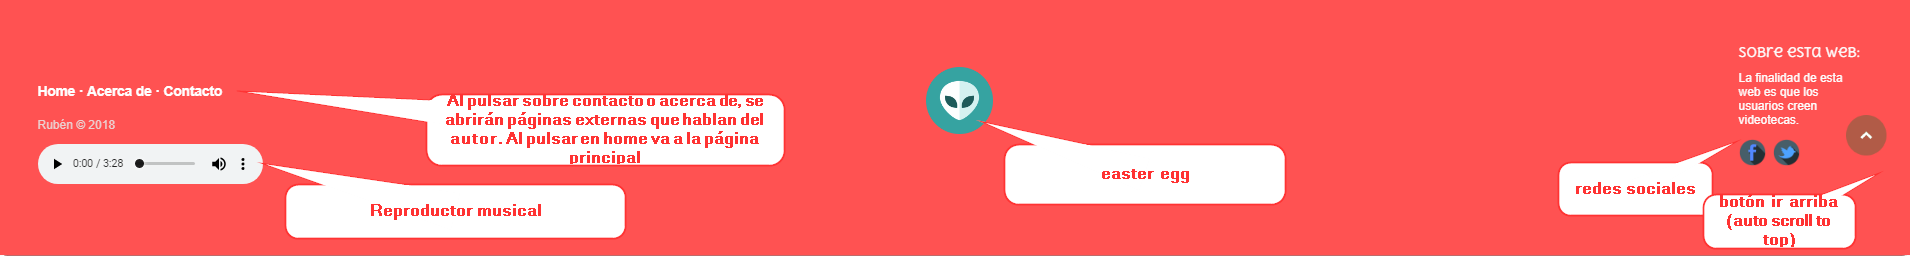 Home · Acerca de · Contacto
Rubén © 2018
0:00 / 3:28
Al pulsar sobre contacto o acerca de, se
abrirán páginas externas que hablan del
autor. Al pulsar en home va a la página
principal
Reproductor musical
easter egg
sobre esta web:
La finalidad de esta
web es que los
usuarios creen
videotecas.
redes sociales
botón ir arriba
(auto scroll to
top)